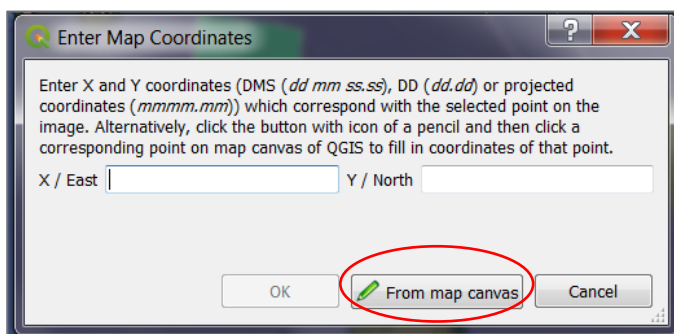 Enter Map Coordinates
Enter X and Y coordinates (DMS (dd mm ss.ss), DD (dd.dd) or projected
coordinates (mmmm.mm)) which correspond with the selected point on the
image. Alternatively, click the button with icon of a pencil and then click a
corresponding point on map canvas of QGIS to fill in coordinates of that point.
X / East Y / North
OK From map canvas Cancel